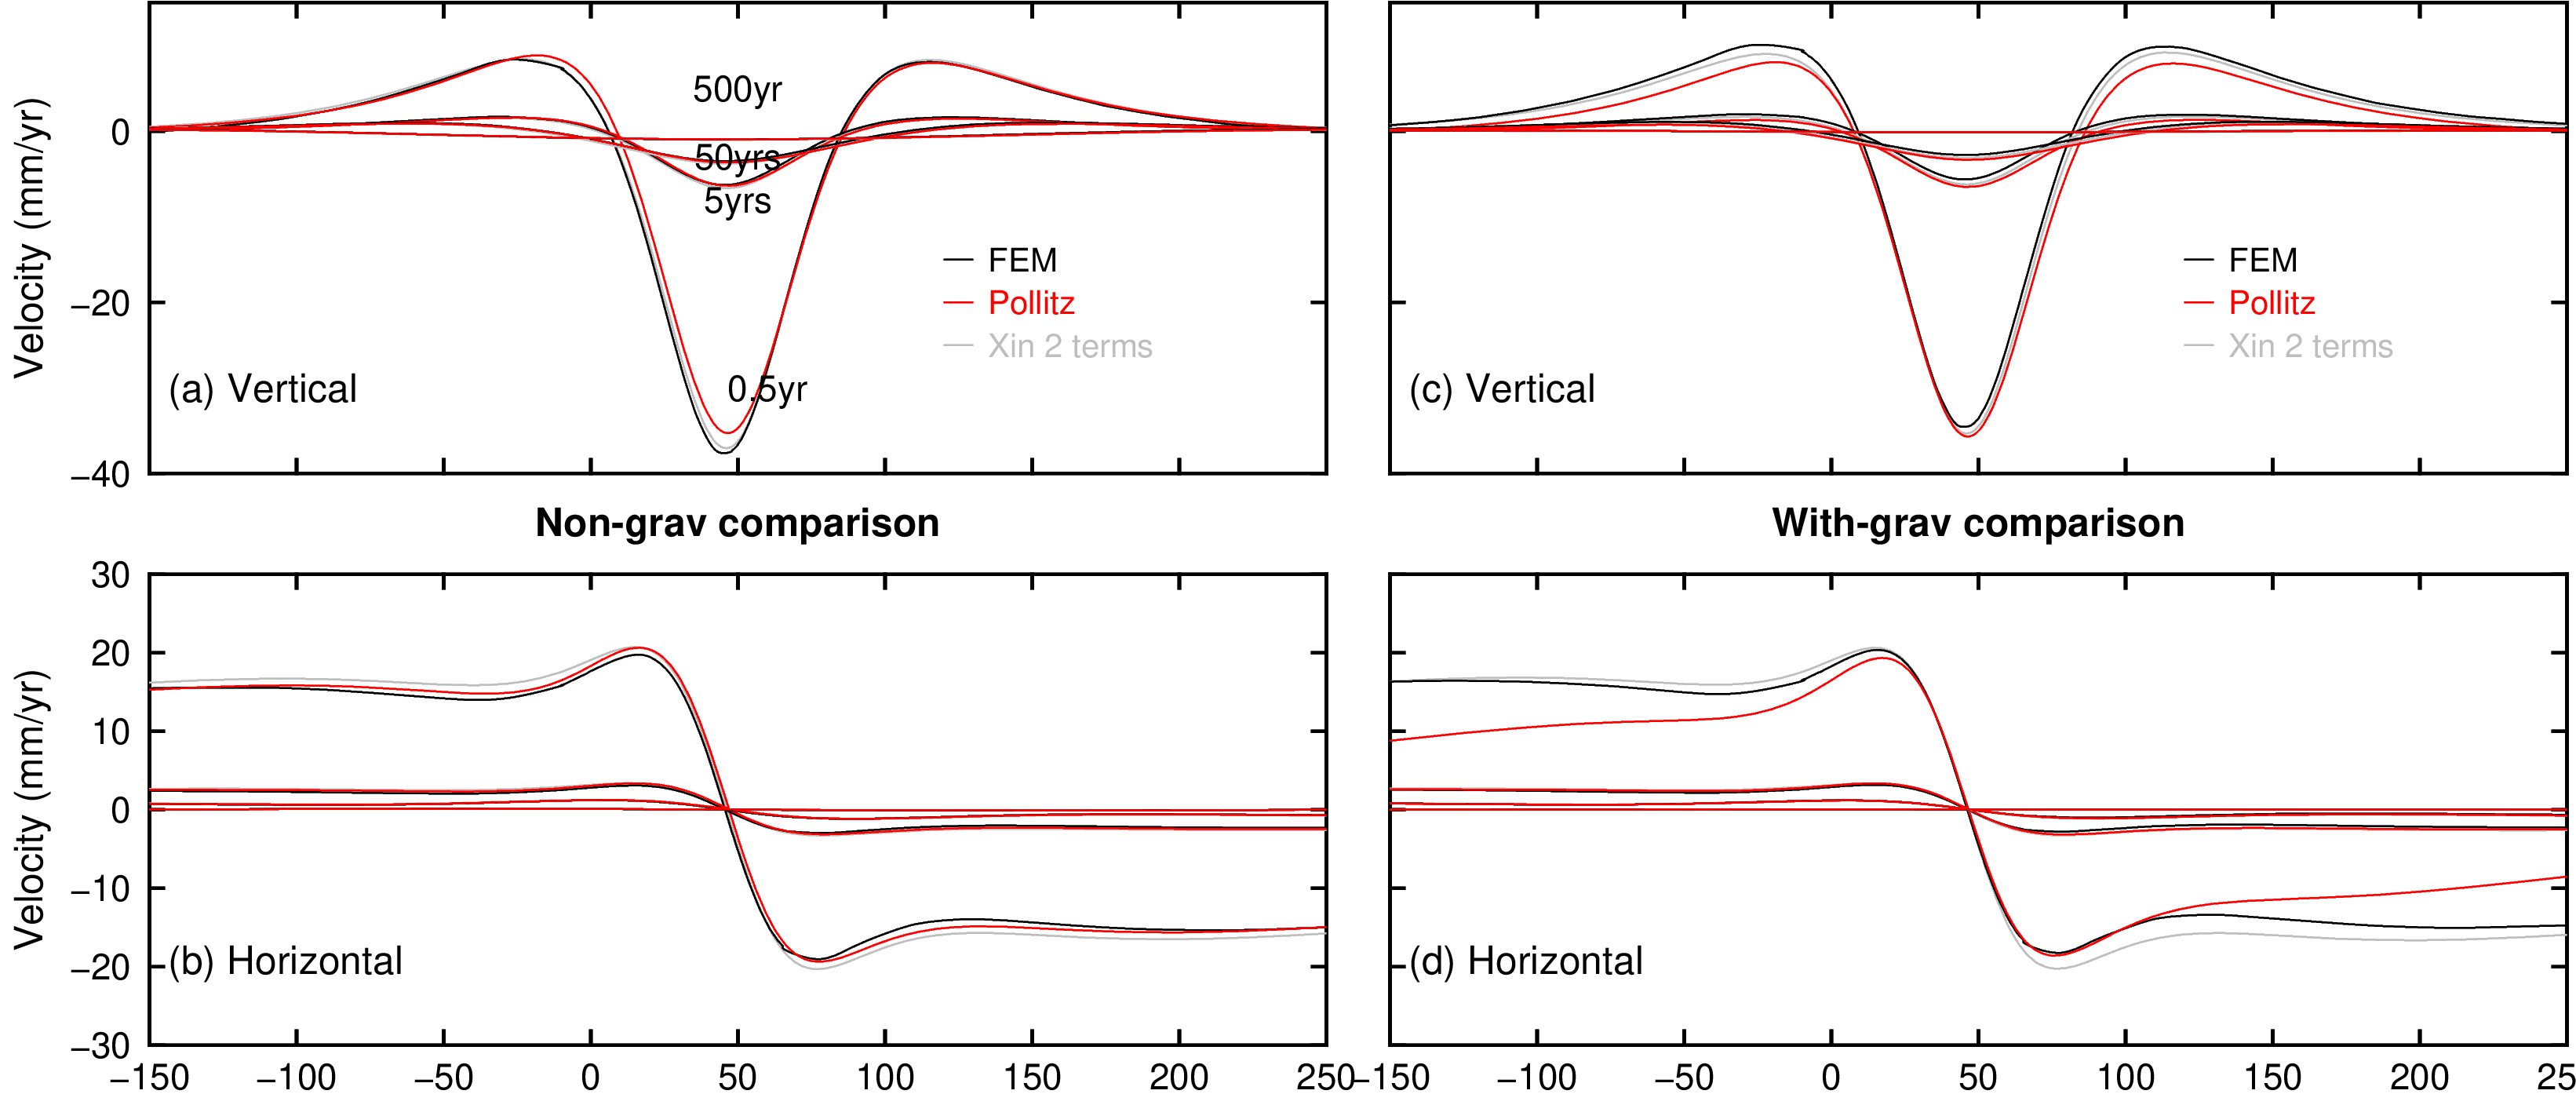 500yr
50yrs
5yrs
0.5yr
FEM
Pollitz
Xin 2 terms
(a) Vertical
0
−20
−40
Velocity (mm/yr)
FEM
Pollitz
Xin 2 terms
(c) Vertical
Non-grav comparison
With-grav comparison
30
20
10
0
−10
−20
−30
Velocity (mm/yr)
(b) Horizontal
(d) Horizontal
−150 −100 −50 0 50 100 150 200 250
−150 −100 −50 0 50 100 150 200 25